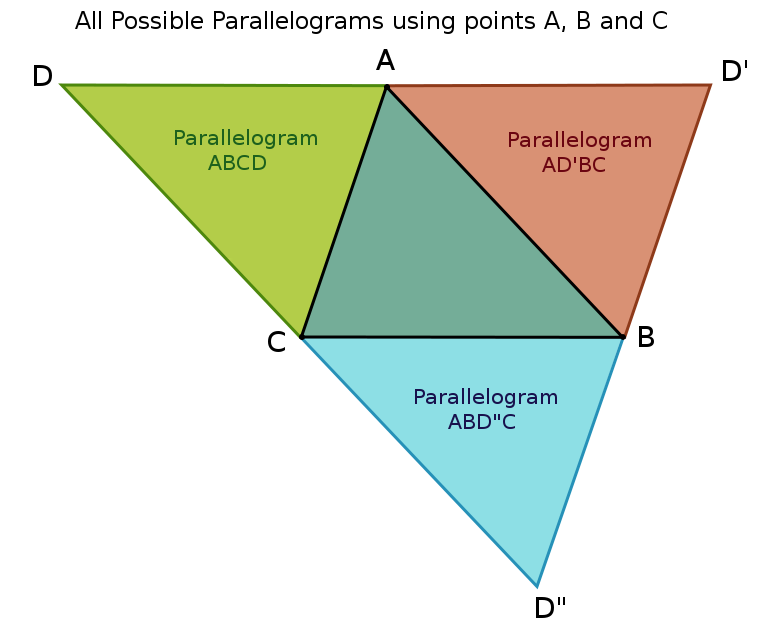 All Possible Parallelograms using points A, B and C
A
D
D'
Parallelogram
ABCD
Parallelogram
AD'BC
C
B
Parallelogram
ABD"C
D"